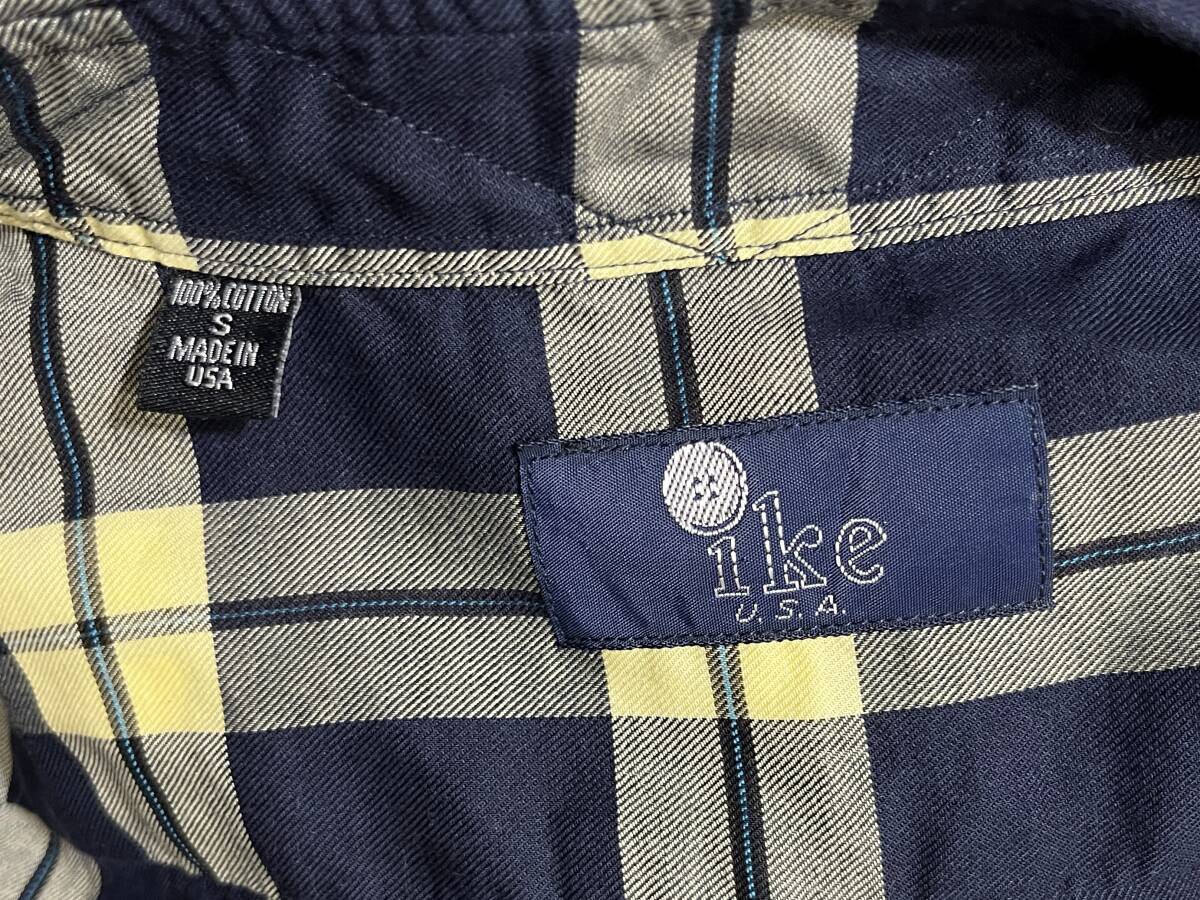 100% COTTON
S
MADE IN
USA
ike
U.S.A.